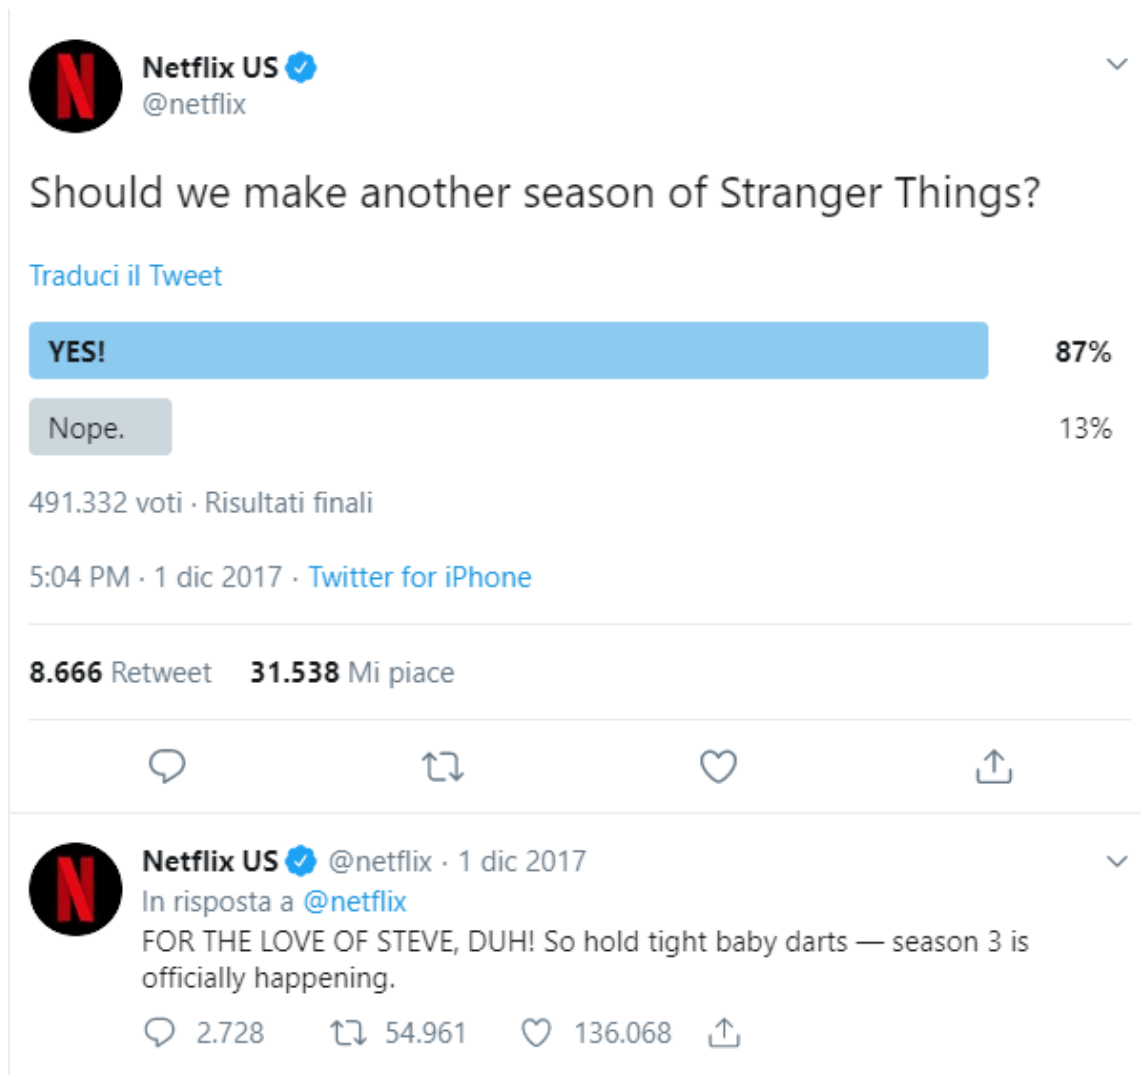 Netflix US
@netflix
Should we make another season of Stranger Things?
Traduci il Tweet
YES! 87%
Nope. 13%
491.332 voti · Risultati finali
5:04 PM · 1 dic 2017 · Twitter for iPhone
8.666 Retweet 31.538 Mi piace
Netflix US @netflix · 1 dic 2017
In risposta a @netflix
FOR THE LOVE OF STEVE, DUH! So hold tight baby darts — season 3 is
officially happening.
2.728 54.961 136.068